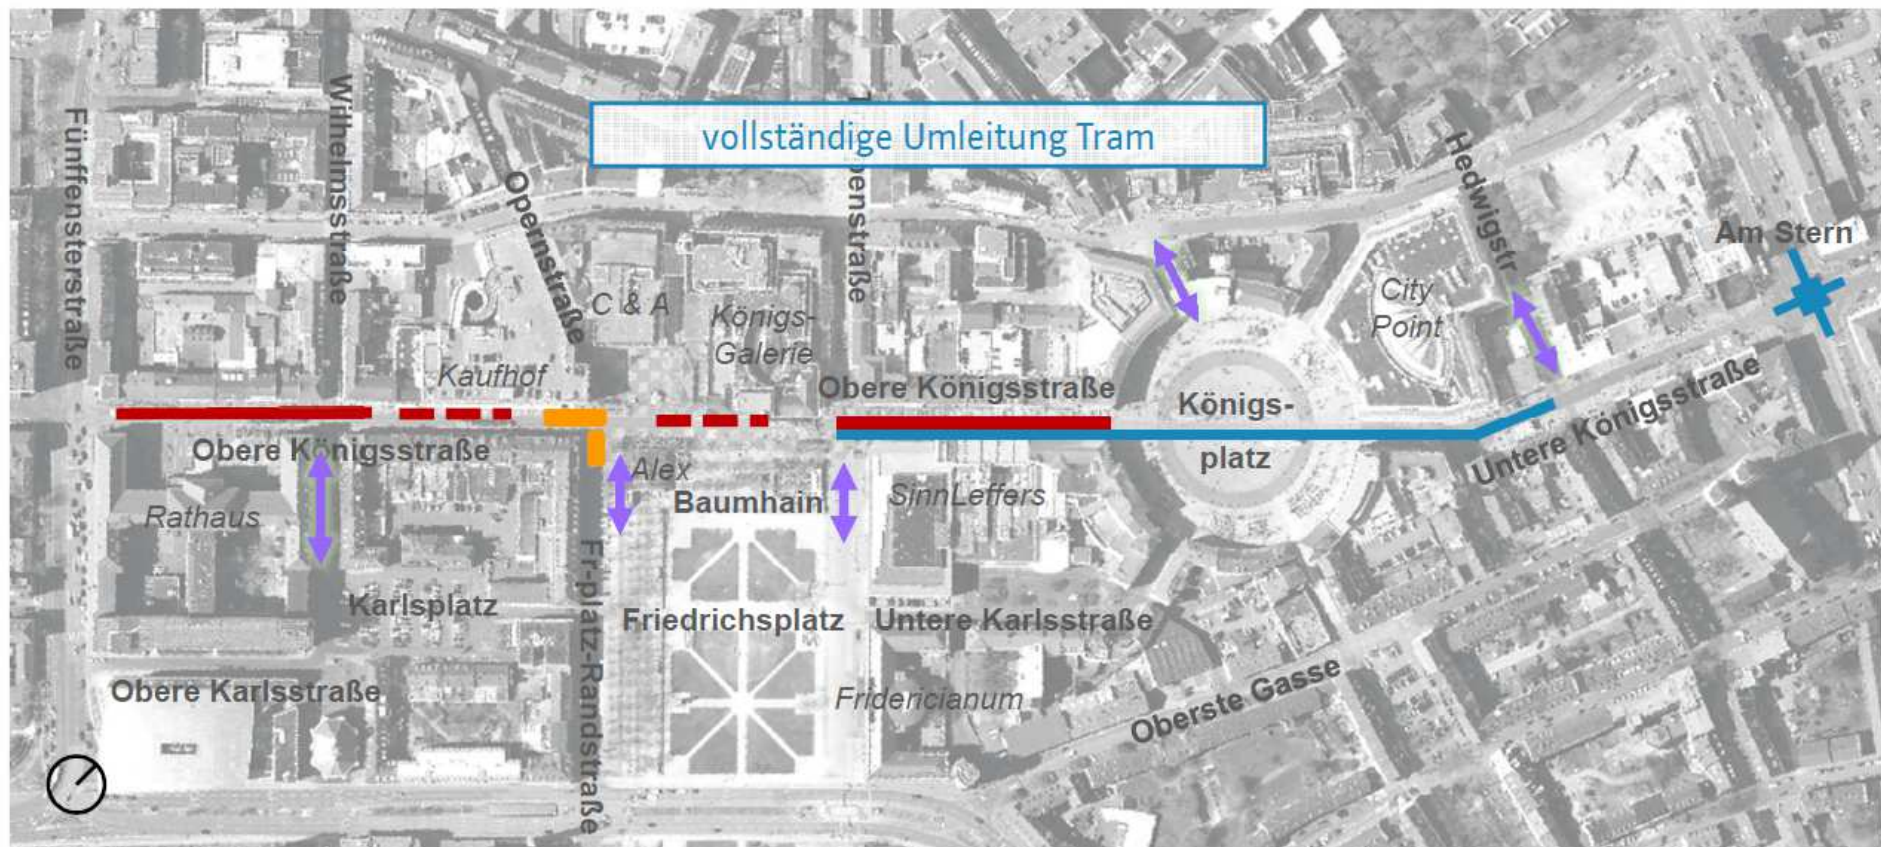 vollständige Umleitung Tram
Fünffensterstraße
Wilhelmsstraße
Opernstraße
Hedwigstr
Am Stern
C & A
Königs-
Galerie
City
Point
Kaufhof
Obere Königsstraße
Königs-
platz
Untere Königsstraße
Obere Königsstraße
Alex
Baumhain
SinnLeffers
Rathaus
Karlsplatz
Fr-platz-Randstraße
Friedrichsplatz
Untere Karlsstraße
Obere Karlsstraße
Fridericianum
Oberste Gasse